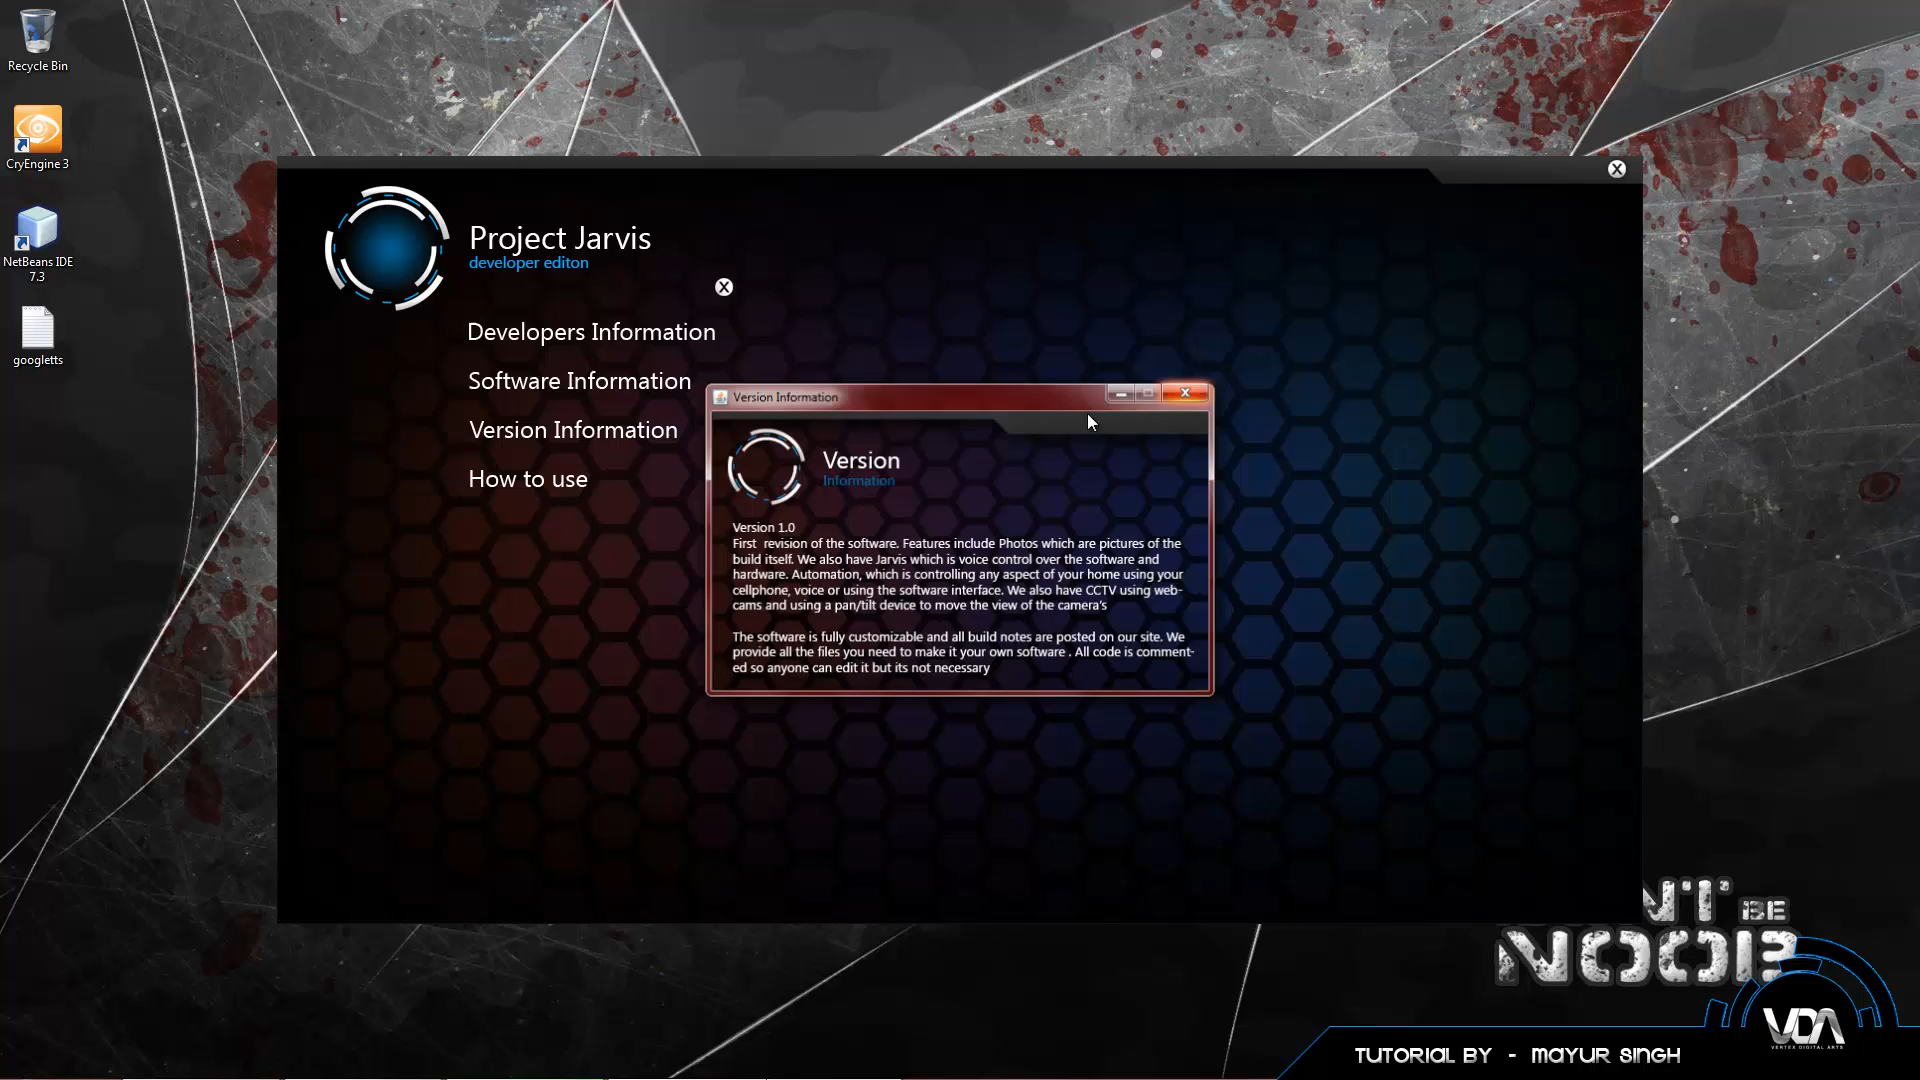 Recycle Bin
CryEngine 3
NetBeans IDE
7.3
googletts
X
Project Jarvis
developer editon
X
Developers Information
Software Information
Version Information
How to use
Version Information
Version
Information
Version 1.0
First  revision of the software. Features include Photos which are pictures of the
build itself. We also have Jarvis which is voice control over the software and
hardware. Automation, which is controlling any aspect of your home using your
cellphone, voice or using the software interface. We also have CCTV using web-
cams and using a pan/tilt device to move the view of the camera's
The software is fully customizable and all build notes are posted on our site. We
provide all the files you need to make it your own software . All code is comment-
ed so anyone can edit it but its not necessary
N'T BE
NOOB
VDA
VERTEX DIGITAL ARTS
TUTORIAL BY - MAYUR SINGH